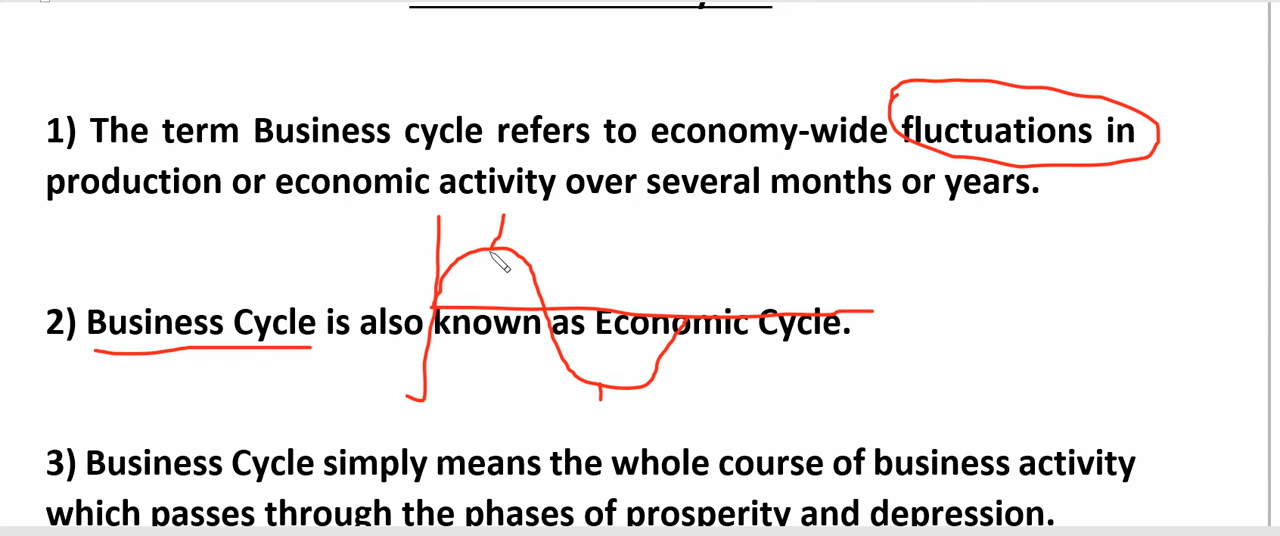 1) The term Business cycle refers to economy-wide fluctuations in
production or economic activity over several months or years.
2) Business Cycle is also known as Economic Cycle.
3) Business Cycle simply means the whole course of business activity
which passes through the phases of prosperity and depression.